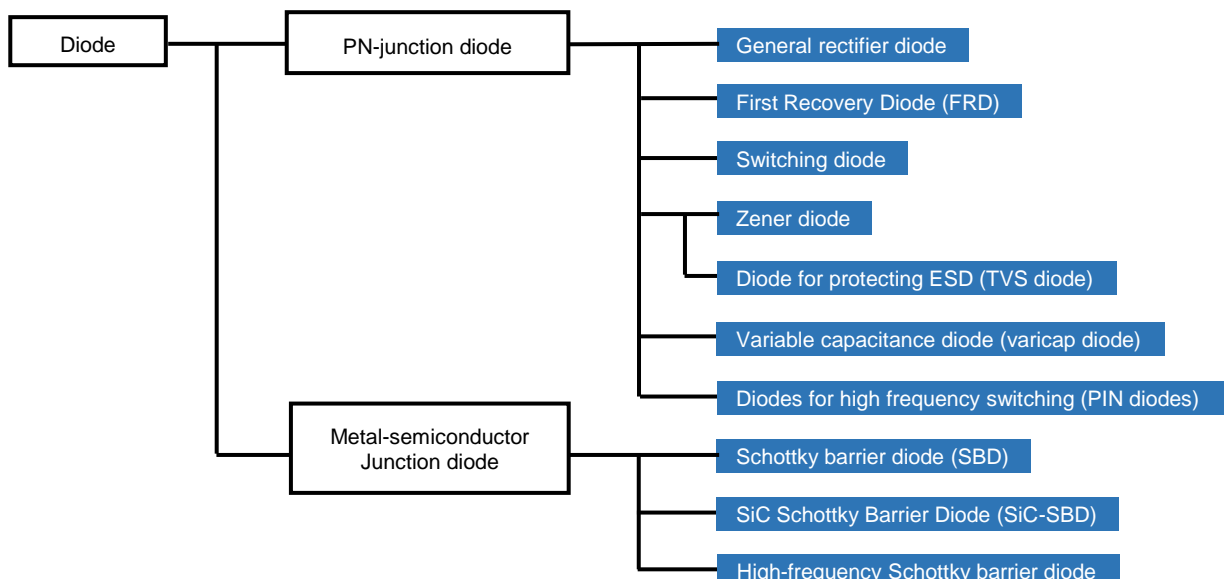 Diode
PN-junction diode
General rectifier diode
First Recovery Diode (FRD)
Switching diode
Zener diode
Diode for protecting ESD (TVS diode)
Variable capacitance diode (varicap diode)
Diodes for high frequency switching (PIN diodes)
Metal-semiconductor
Junction diode
Schottky barrier diode (SBD)
SiC Schottky Barrier Diode (SiC-SBD)
High-frequency Schottky barrier diode